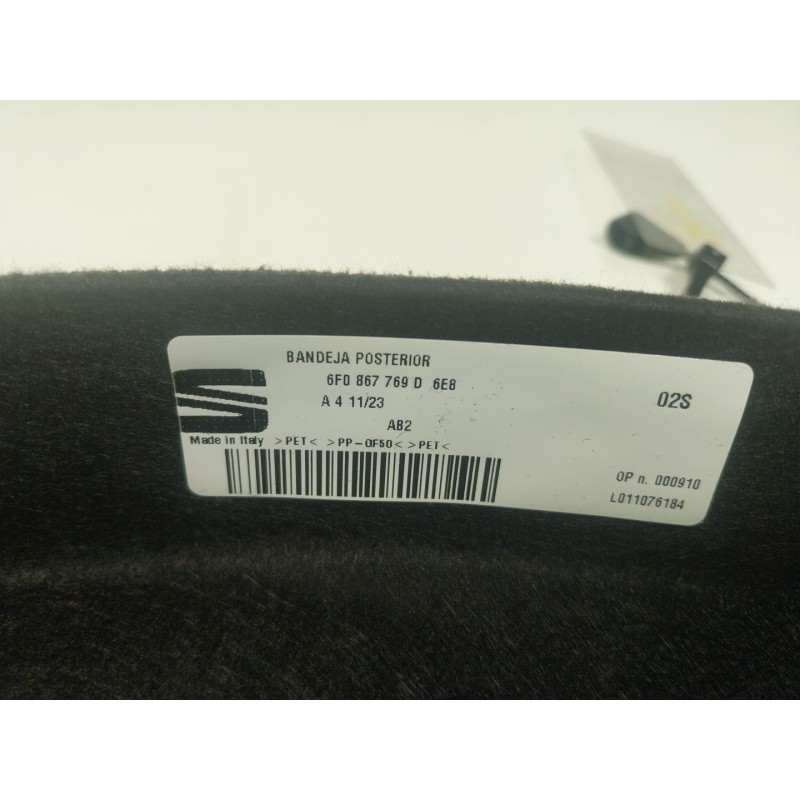 BANDEJA POSTERIOR
6F0 867 769 D 6E8
A 4 11/23
02S
AB2
Made in Italy >PET< >PP-GF50< >PET<
OP n. 000910
L011076184